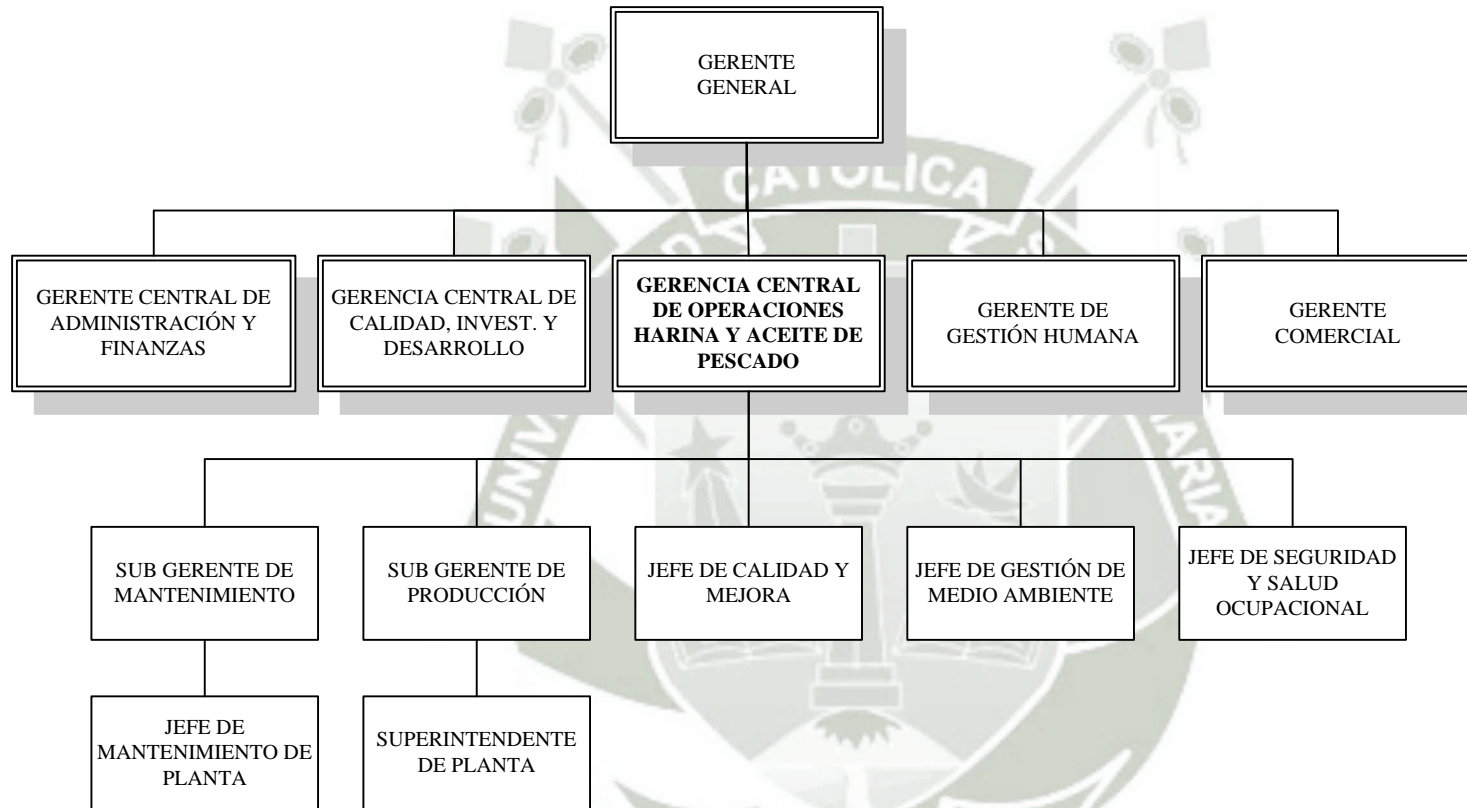 GERENTE
GENERAL
GERENTE CENTRAL DE
ADMINISTRACIÓN Y
FINANZAS
GERENCIA CENTRAL DE
CALIDAD, INVEST. Y
DESARROLLO
GERENCIA CENTRAL
DE OPERACIONES
HARINA Y ACEITE DE
PESCADO
GERENTE DE
GESTIÓN HUMANA
GERENTE
COMERCIAL
SUB GERENTE DE
MANTENIMIENTO
SUB GERENTE DE
PRODUCCIÓN
JEFE DE CALIDAD Y
MEJORA
JEFE DE GESTIÓN DE
MEDIO AMBIENTE
JEFE DE SEGURIDAD
Y SALUD
OCUPACIONAL
JEFE DE
MANTENIMIENTO DE
PLANTA
SUPERINTENDENTE
DE PLANTA
CATOLICA